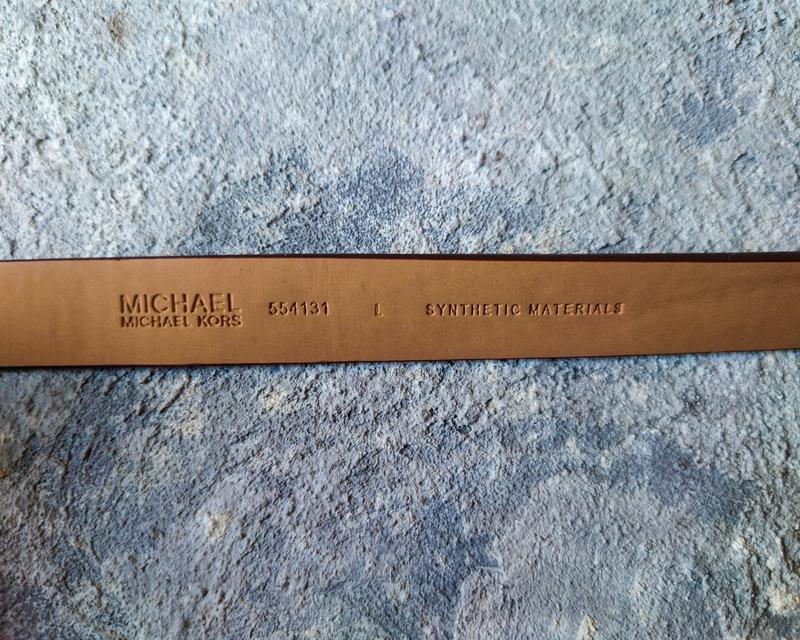 MICHAEL
MICHAEL KORS
554131 L SYNTHETIC MATERIALS